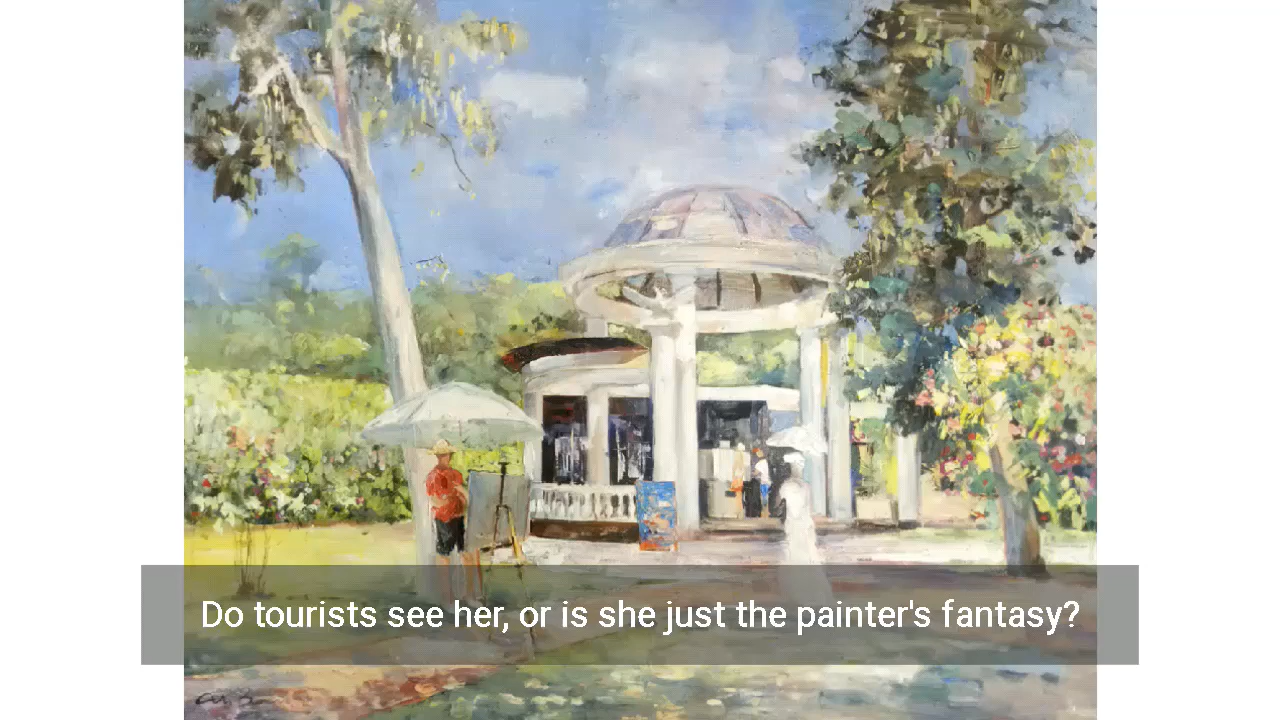 Do tourists see her, or is she just the painter's fantasy?